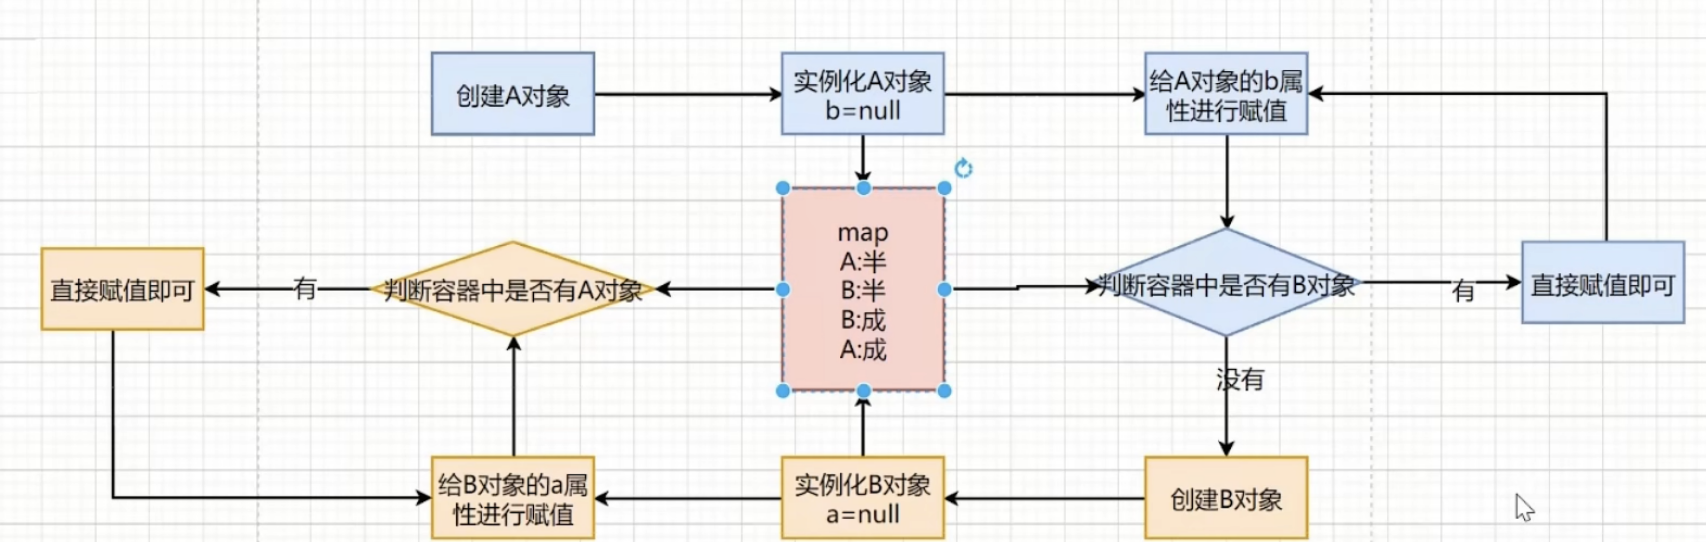 创建A对象
实例化A对象
b=null
给A对象的b属
性进行赋值
map
A:半
B:半
B:成
A:成
直接赋值即可
有
判断容器中是否有A对象
判断容器中是否有B对象
有
直接赋值即可
没有
给B对象的a属
性进行赋值
实例化B对象
a=null
创建B对象